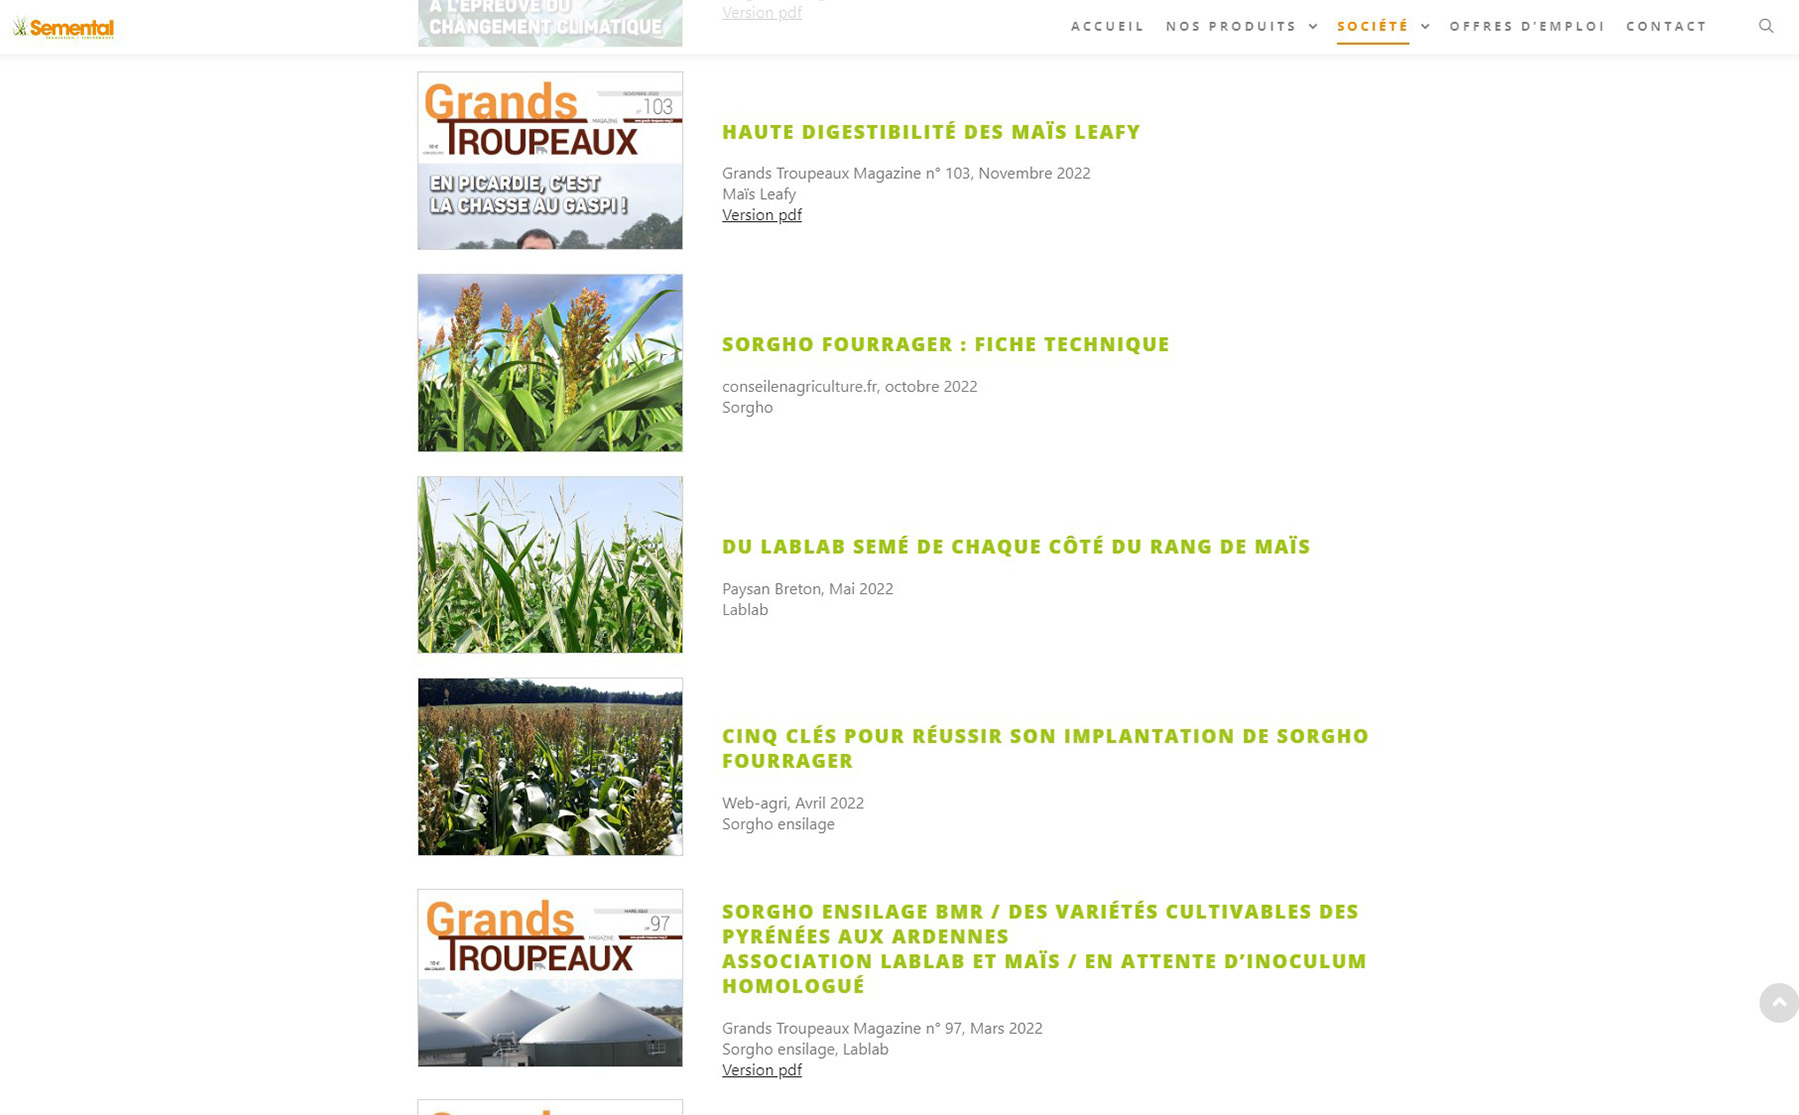 Semental
ACCUEIL
NOS PRODUITS
SOCIÉTÉ
OFFRES D'EMPLOI
CONTACT
À L'ÉPREUVE DU
CHANGEMENT CLIMATIQUE
Version pdf
Grands
TROUPEAUX
MAGAZINE
NOVEMBRE 2022
n° 103
EN PICARDIE, C'EST
LA CHASSE AU GASPI !
HAUTE DIGESTIBILITÉ DES MAÏS LEAFY
Grands Troupeaux Magazine n° 103, Novembre 2022
Maïs Leafy
Version pdf
SORGHO FOURRAGER : FICHE TECHNIQUE
conseilenagriculture.fr, octobre 2022
Sorgho
DU LABLAB SEMÉ DE CHAQUE CÔTÉ DU RANG DE MAÏS
Paysan Breton, Mai 2022
Lablab
CINQ CLÉS POUR RÉUSSIR SON IMPLANTATION DE SORGHO
FOURRAGER
Web-agri, Avril 2022
Sorgho ensilage
Grands
TROUPEAUX
MAGAZINE
MARS 2022
n° 97
SORGHO ENSILAGE BMR / DES VARIÉTÉS CULTIVABLES DES
PYRÉNÉES AUX ARDENNES
ASSOCIATION LABLAB ET MAÏS / EN ATTENTE D'INOCULUM
HOMOLOGUÉ
Grands Troupeaux Magazine n° 97, Mars 2022
Sorgho ensilage, Lablab
Version pdf